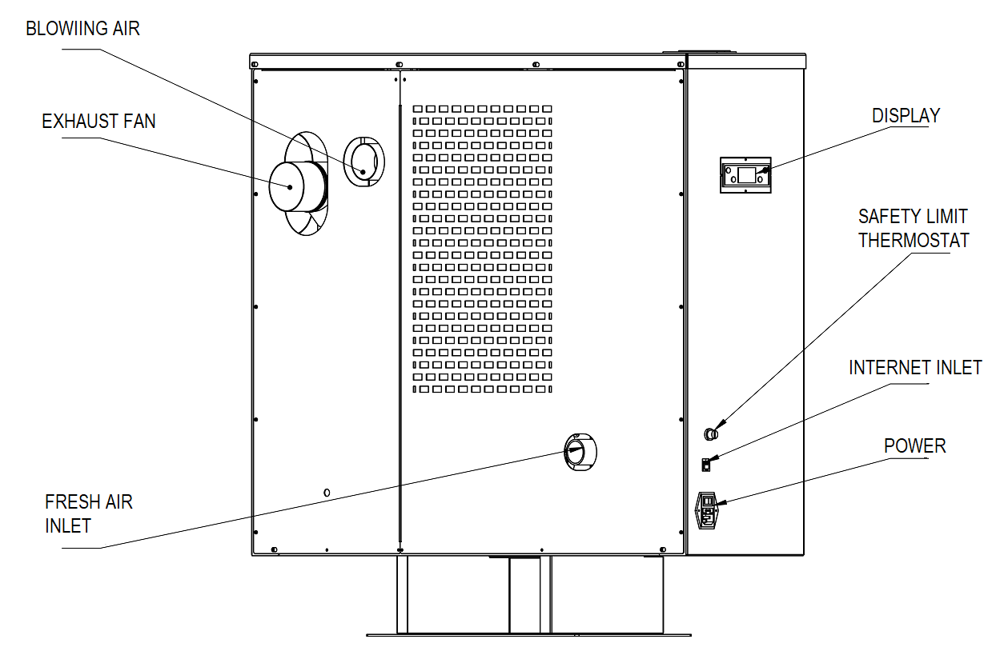 BLOWIING AIR
EXHAUST FAN
DISPLAY
SAFETY LIMIT
THERMOSTAT
INTERNET INLET
POWER
FRESH AIR
INLET